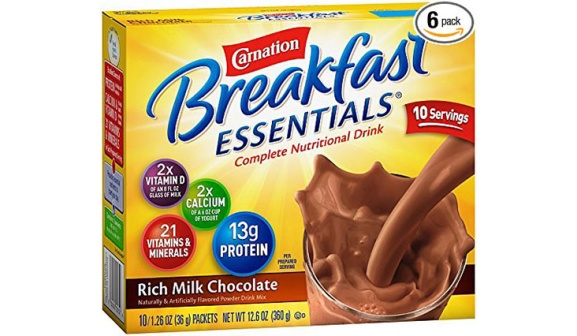 6
pack
Carnation
Breakfast
ESSENTIALS®
Complete Nutritional Drink
10 Servings
2x
VITAMIN D
OF AN 8 FL OZ
GLASS OF MILK
2x
CALCIUM
OF A 6 OZ CUP
OF YOGURT
21
VITAMINS &
MINERALS
13g
PROTEIN
PER
PREPARED
SERVING
Rich Milk Chocolate
Naturally & Artificially Flavored Powder Drink Mix
10/1.26 OZ (36 g) PACKETS NET WT 12.6 OZ (360 g)